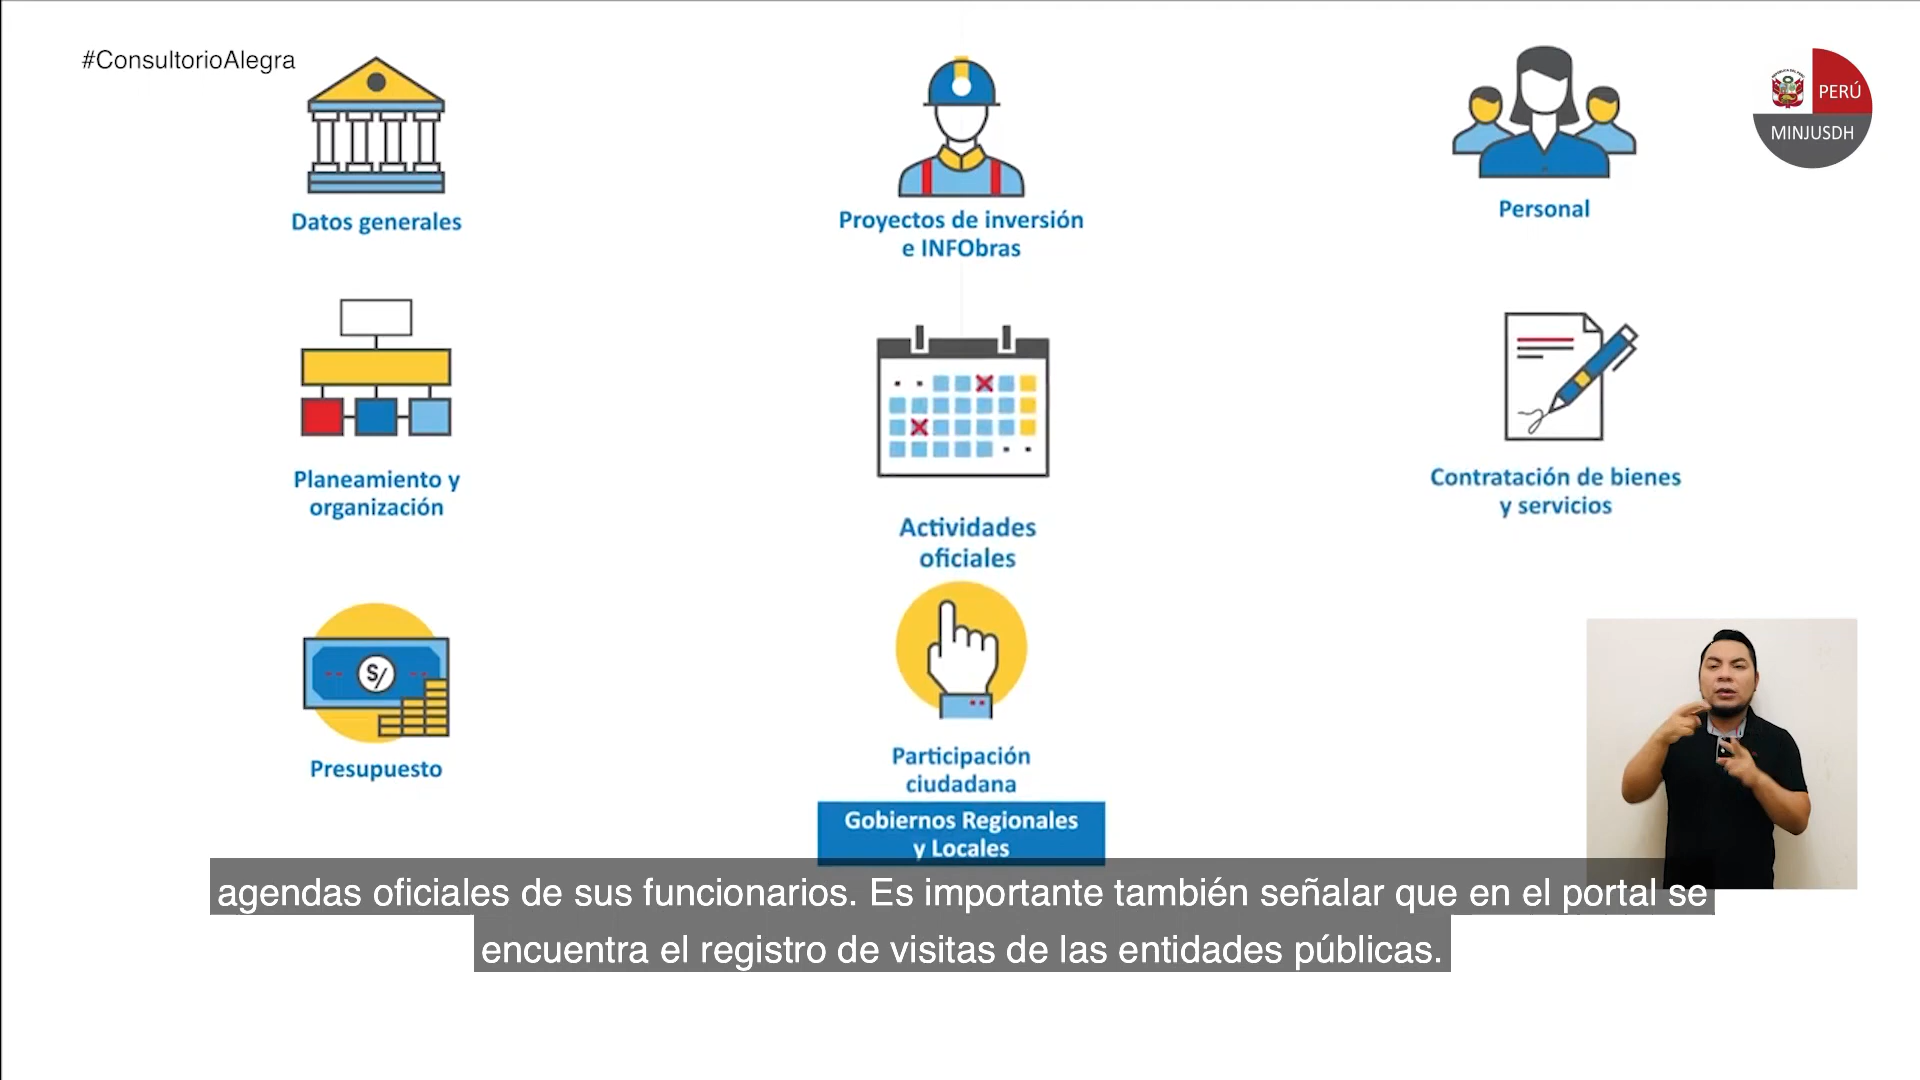 #ConsultorioAlegra
PERÚ
MINJUSDH
Datos generales
Proyectos de inversión
e INFObras
Personal
Planeamiento y
organización
Actividades
oficiales
Contratación de bienes
y servicios
S/
Presupuesto
Participación
ciudadana
Gobiernos Regionales
y Locales
agendas oficiales de sus funcionarios. Es importante también señalar que en el portal se
encuentra el registro de visitas de las entidades públicas.